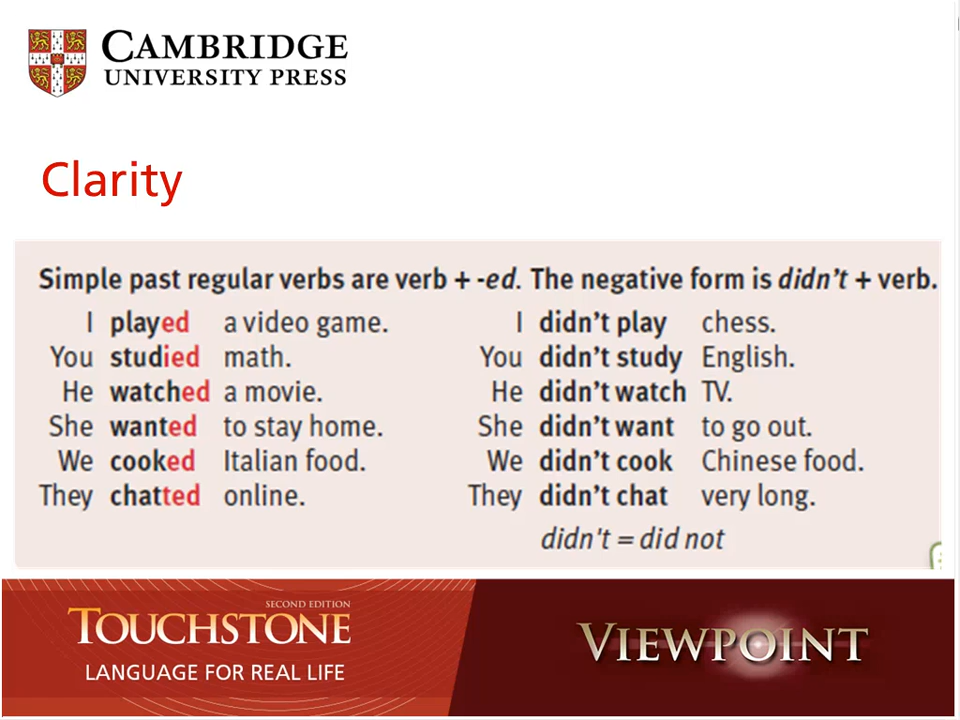 CAMBRIDGE
UNIVERSITY PRESS
Clarity
Simple past regular verbs are verb + -ed. The negative form is didn't + verb.
I played a video game. I didn't play chess.
You studied math. You didn't study English.
He watched a movie. He didn't watch TV.
She wanted to stay home. She didn't want to go out.
We cooked Italian food. We didn't cook Chinese food.
They chatted online. They didn't chat very long.
didn't = did not
SECOND EDITION
TOUCHSTONE
LANGUAGE FOR REAL LIFE
VIEWPOINT